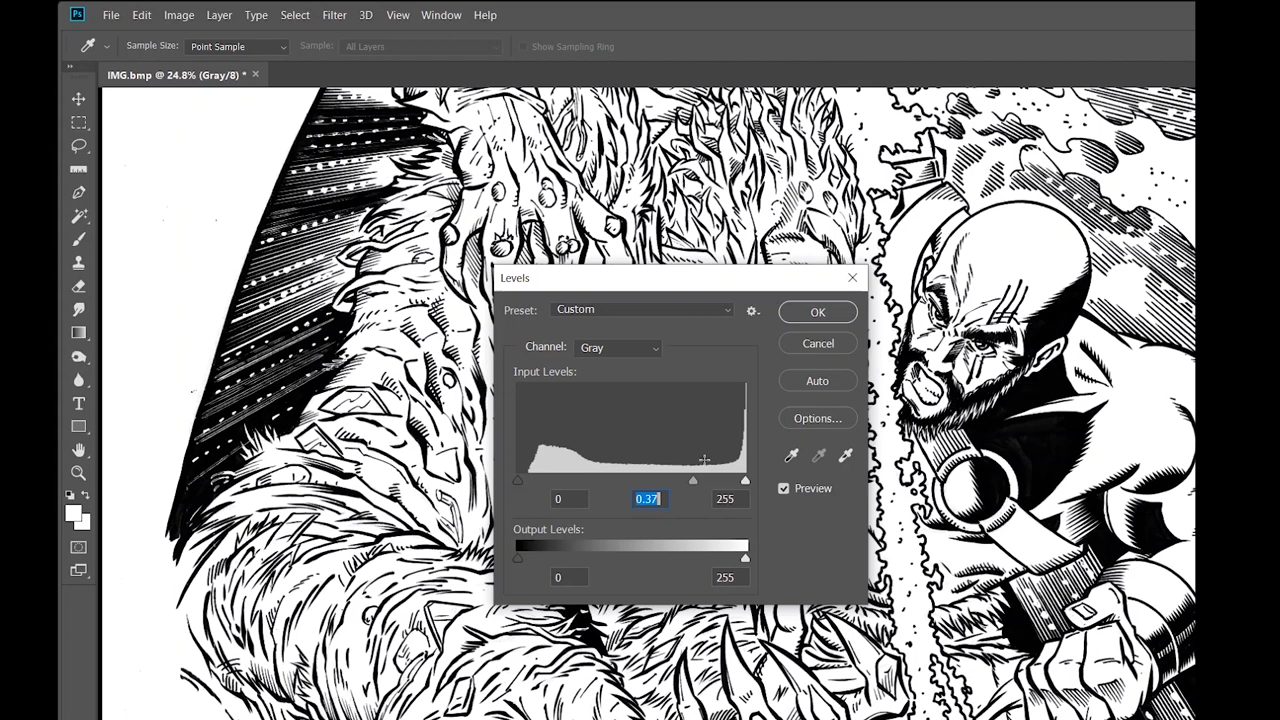 Ps File Edit Image Layer Type Select Filter 3D View Window Help
Sample Size: Point Sample Sample: All Layers Show Sampling Ring
IMG.bmp @ 24.8% (Gray/8) *
Levels
Preset: Custom
OK
Channel: Gray
Cancel
Input Levels:
Auto
Options...
Preview
0 0.37 255
Output Levels:
0 255